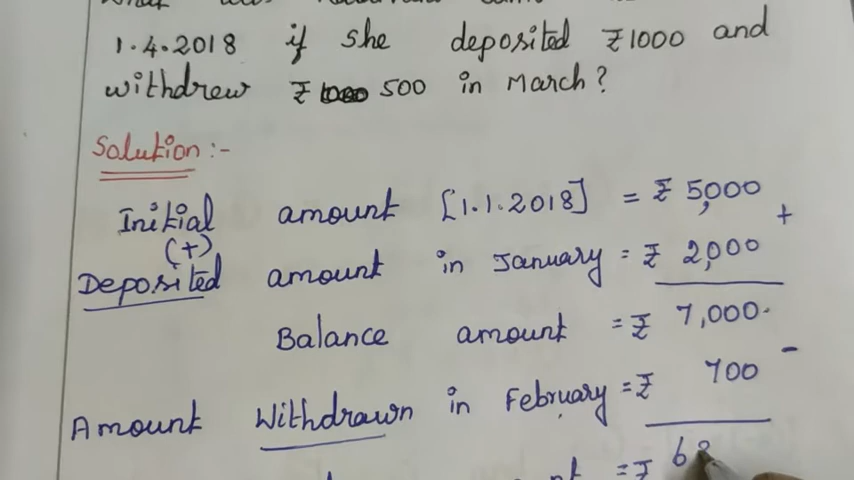 1.4.2018 if she deposited ₹1000 and
withdrew ₹ 500 in March?
Solution:-
Initial amount [1.1.2018] = ₹ 5,000 +
(+)
Deposited amount in January = ₹ 2,000
Balance amount = ₹ 7,000.
Amount Withdrawn in February = ₹ 700 -
= ₹ 6